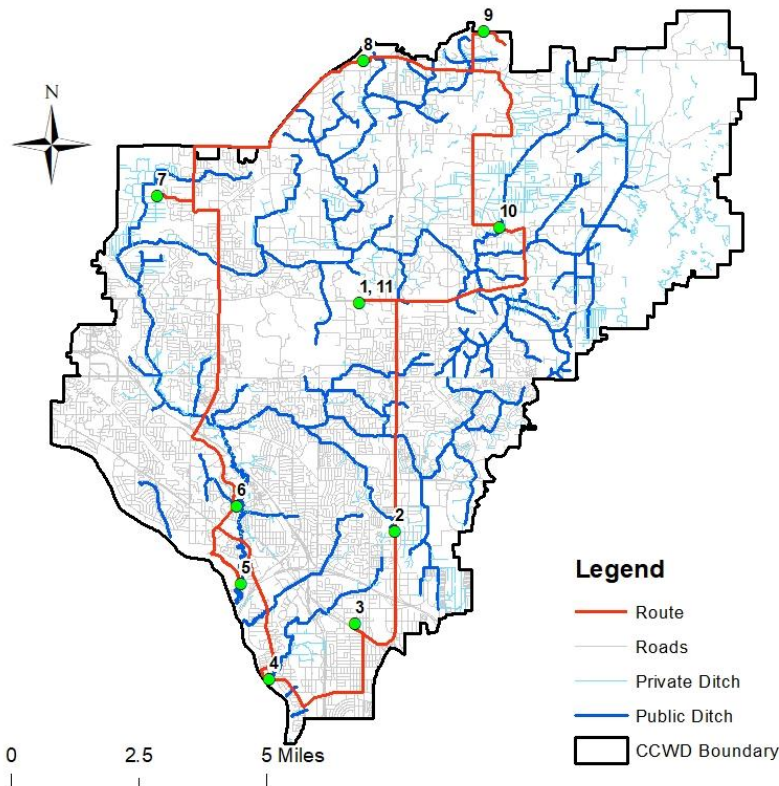 9
8
N
7
10
1, 11
6
2
5
3
4
Legend
Route
Roads
Private Ditch
Public Ditch
CCWD Boundary
0 2.5 5 Miles